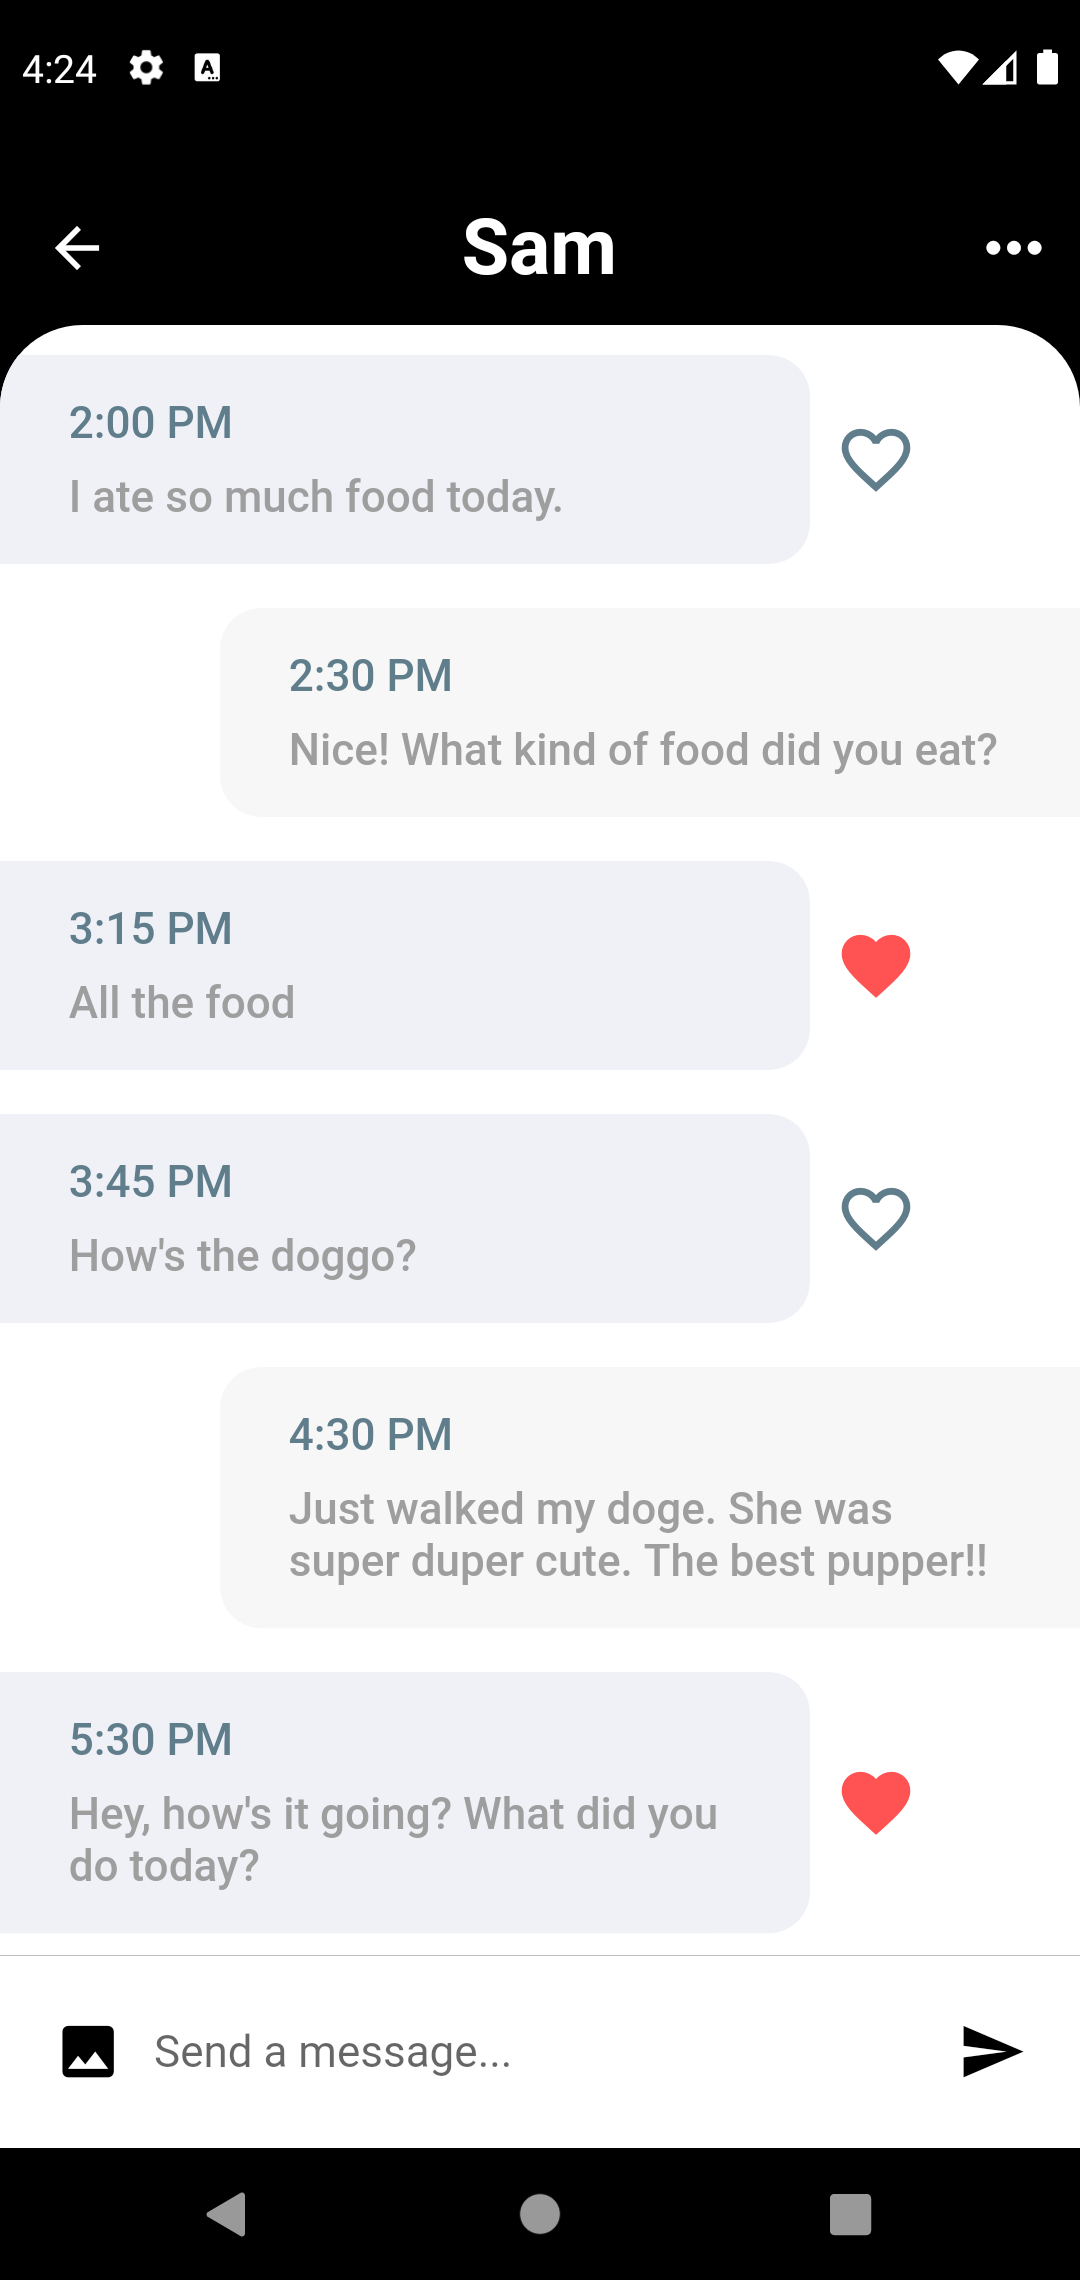 4:24
Sam
2:00 PM
I ate so much food today.
2:30 PM
Nice! What kind of food did you eat?
3:15 PM
All the food
3:45 PM
How's the doggo?
4:30 PM
Just walked my doge. She was
super duper cute. The best pupper!!
5:30 PM
Hey, how's it going? What did you
do today?
Send a message...